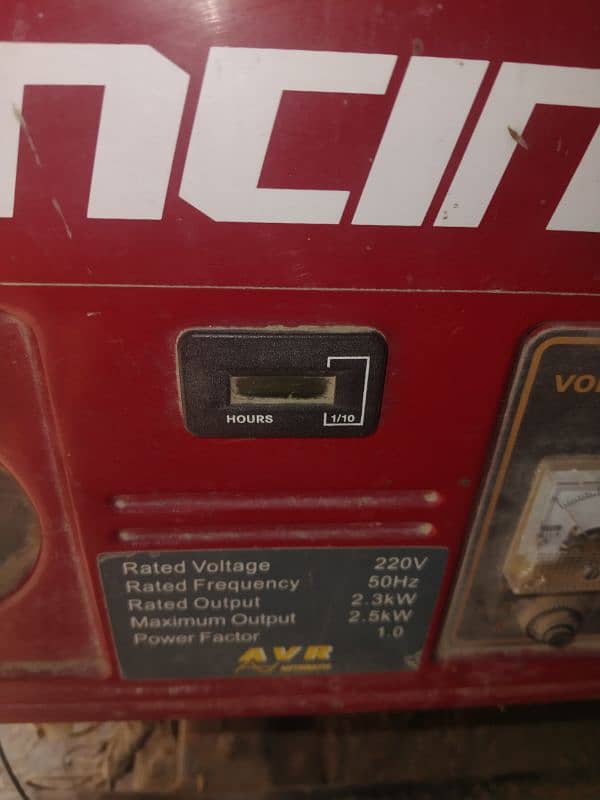 ncin
HOURS 1/10
VO
Rated Voltage 220V
Rated Frequency 50Hz
Rated Output 2.3kW
Maximum Output 2.5kW
Power Factor 1.0
AVR